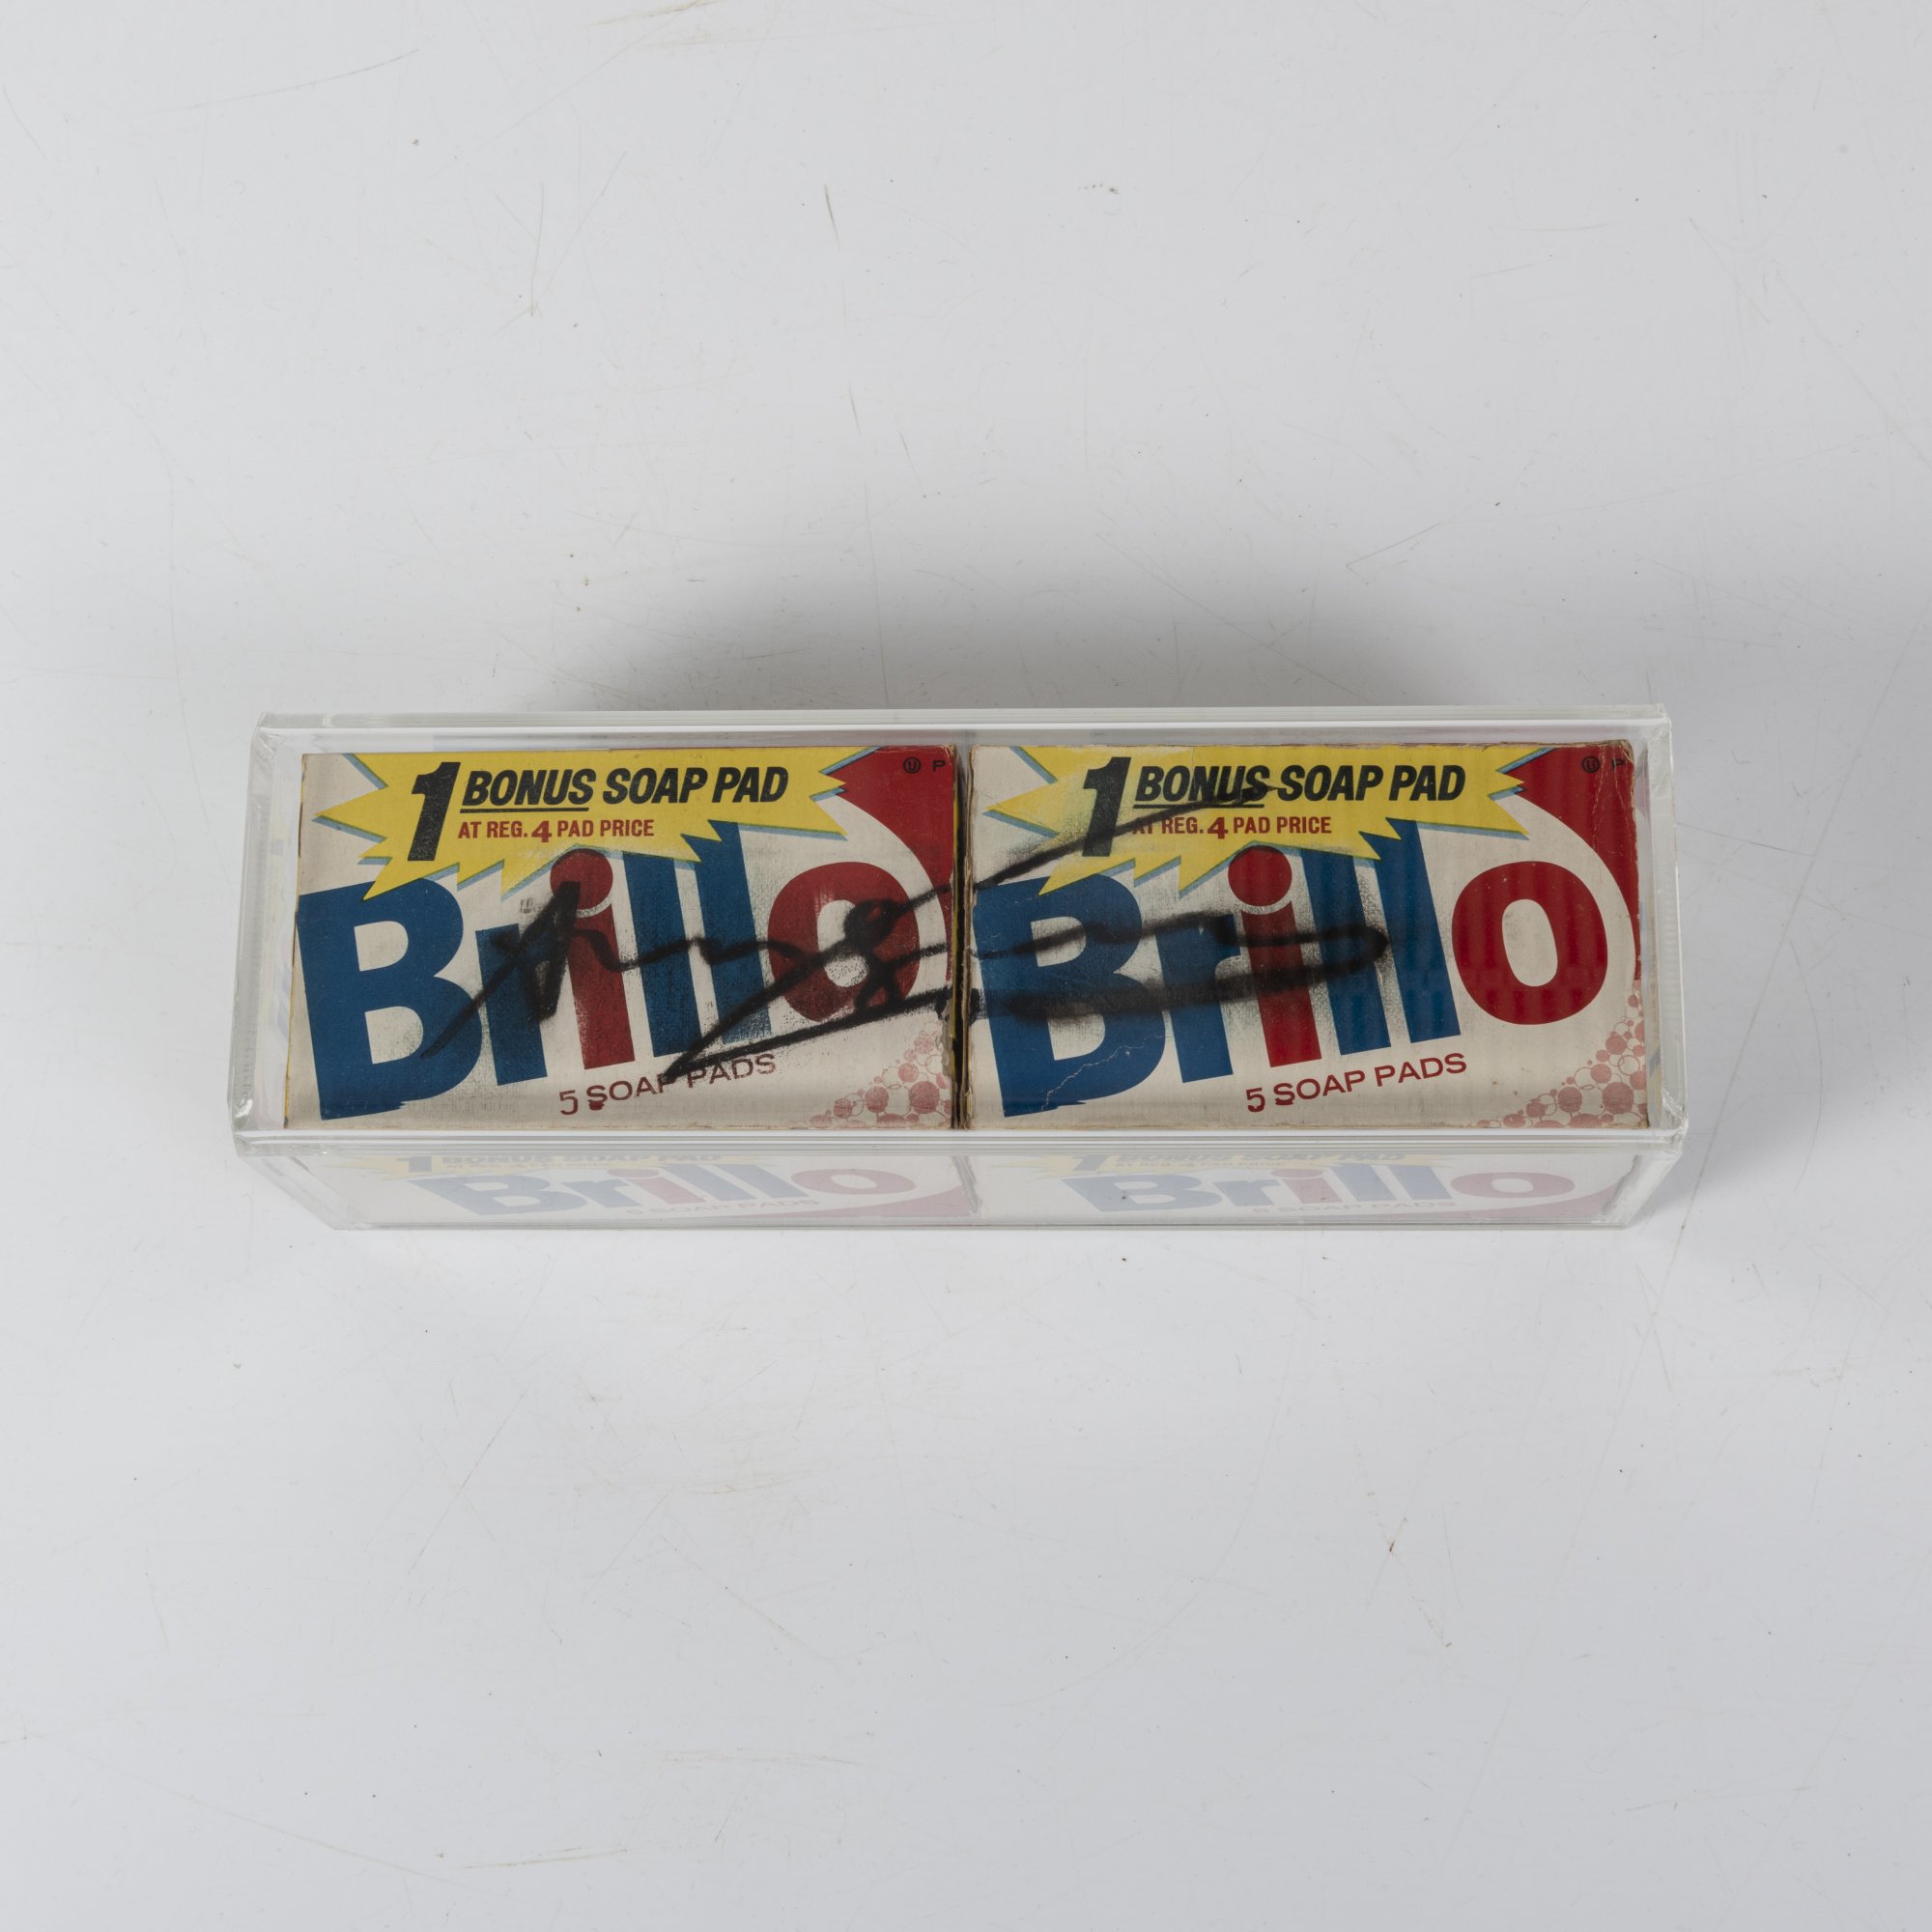 1 BONUS SOAP PAD
AT REG. 4 PAD PRICE
Ⓤ P
Brillo
5 SOAP PADS
1 BONUS SOAP PAD
AT REG. 4 PAD PRICE
Ⓤ P
Brillo
5 SOAP PADS
Brillo
Brillo